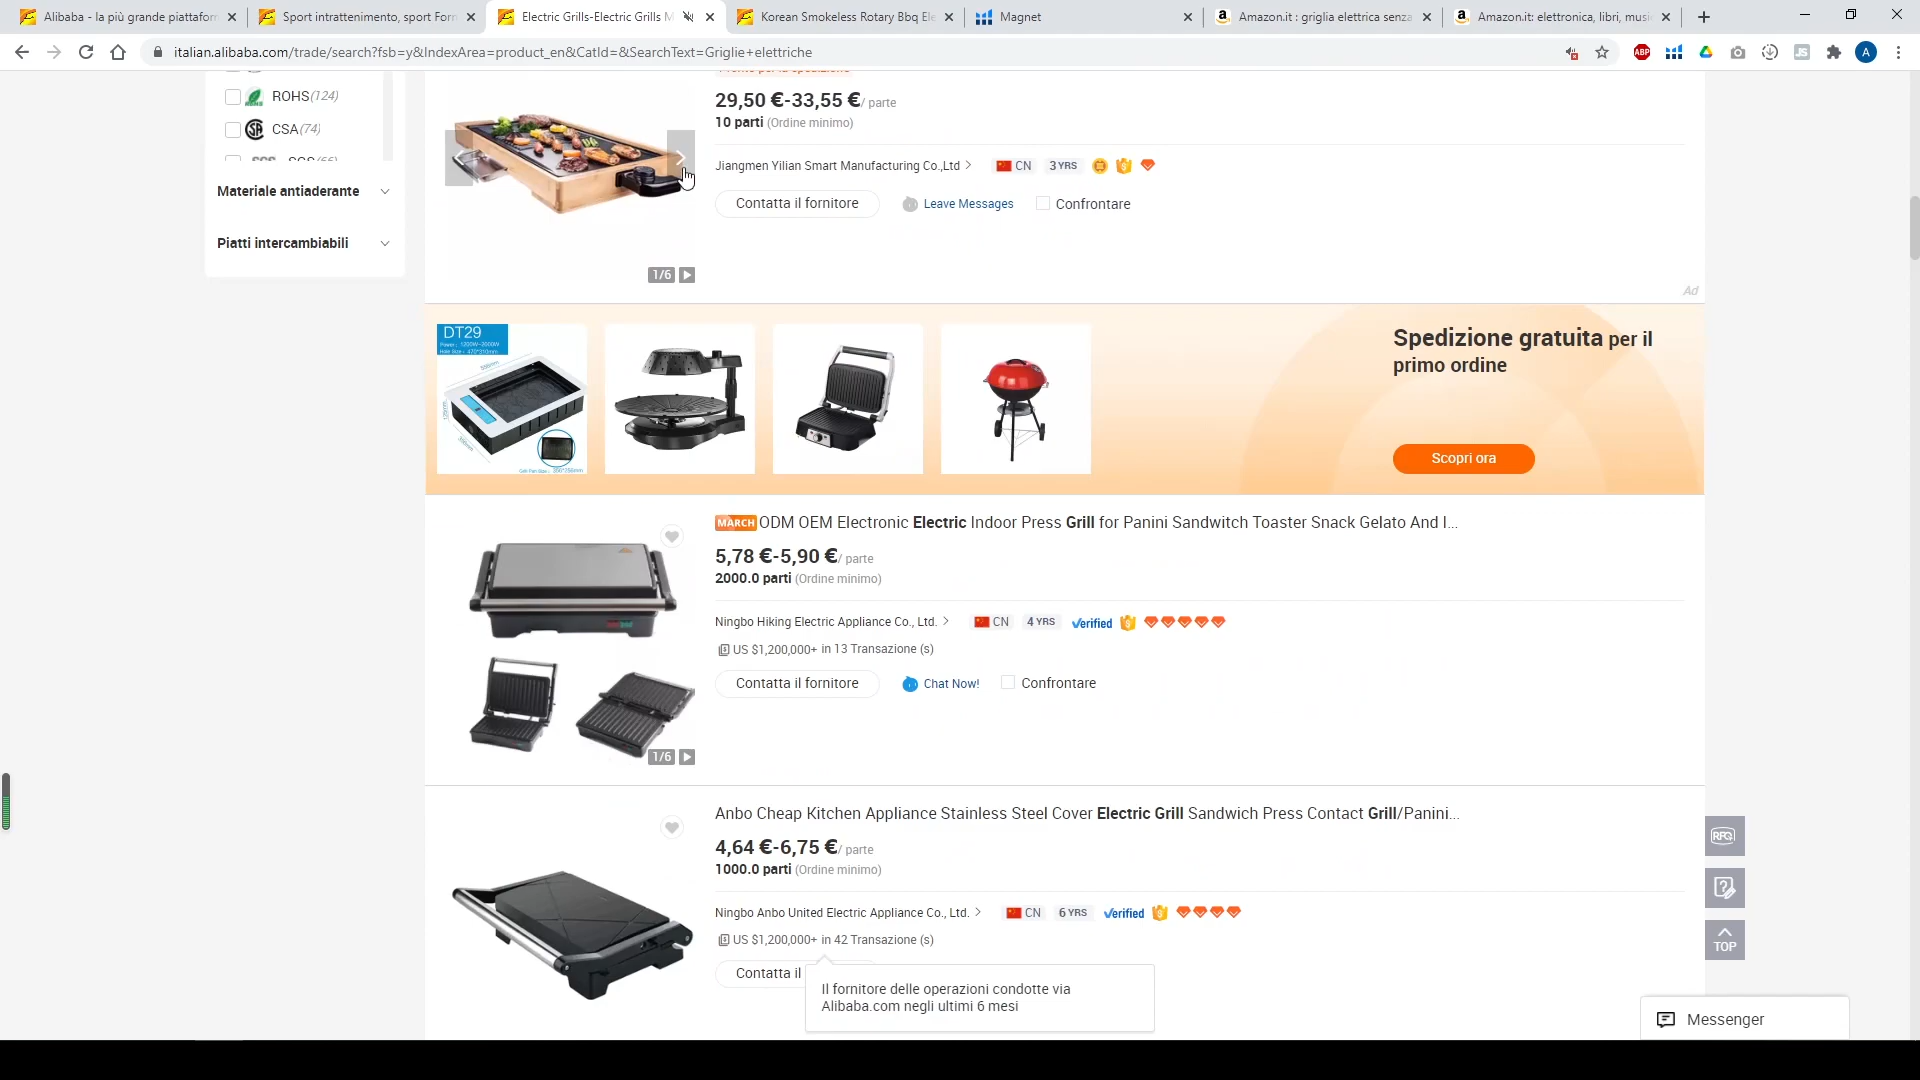 Alibaba - la più grande piattaform
Sport intrattenimento, sport Forn
Electric Grills-Electric Grills M
Korean Smokeless Rotary Bbq Ele
Magnet
Amazon.it : griglia elettrica senza
Amazon.it: elettronica, libri, musi
italian.alibaba.com/trade/search?fsb=y&IndexArea=product_en&CatId=&SearchText=Griglie+elettriche
ABP
JS
A
ROHS(124)
CSA(74)
SGS(66)
Materiale antiaderante
Piatti intercambiabili
Pronto per la spedizione
29,50 €-33,55 €/ parte
10 parti (Ordine minimo)
Jiangmen Yilian Smart Manufacturing Co.,Ltd > CN 3 YRS
Contatta il fornitore
Leave Messages
Confrontare
1/6
Ad
DT29
Spedizione gratuita per il
primo ordine
Scopri ora
MARCH ODM OEM Electronic Electric Indoor Press Grill for Panini Sandwitch Toaster Snack Gelato And I...
5,78 €-5,90 €/ parte
2000.0 parti (Ordine minimo)
Ningbo Hiking Electric Appliance Co., Ltd. > CN 4 YRS Verified
US $1,200,000+ in 13 Transazione (s)
Contatta il fornitore
Chat Now!
Confrontare
1/6
Anbo Cheap Kitchen Appliance Stainless Steel Cover Electric Grill Sandwich Press Contact Grill/Panini...
4,64 €-6,75 €/ parte
1000.0 parti (Ordine minimo)
Ningbo Anbo United Electric Appliance Co., Ltd. > CN 6 YRS Verified
US $1,200,000+ in 42 Transazione (s)
Contatta il
Il fornitore delle operazioni condotte via
Alibaba.com negli ultimi 6 mesi
RFQ
TOP
Messenger